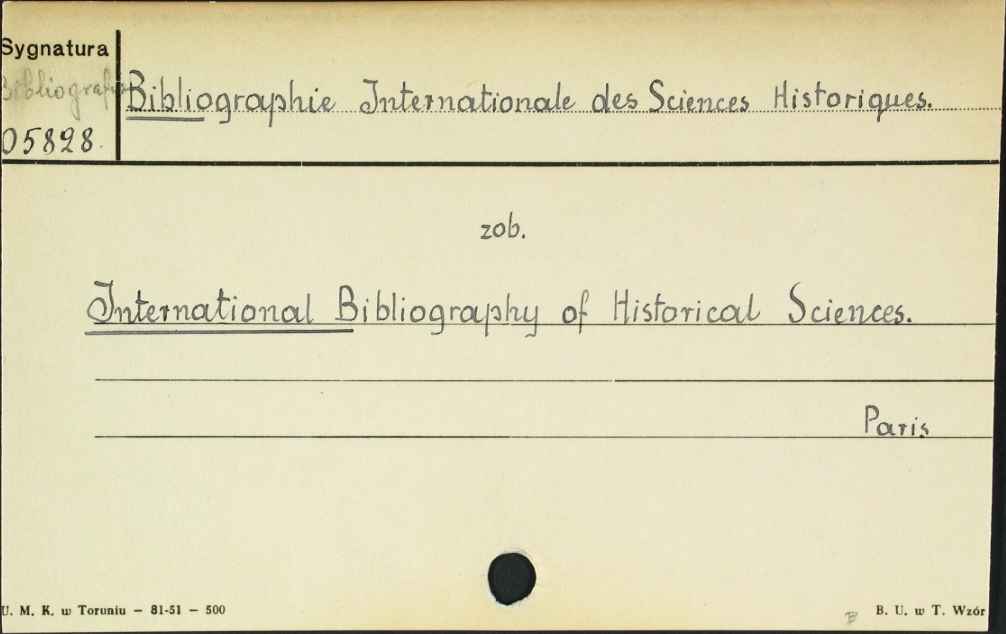 Sygnatura
Bibliografia
05828.
Bibliographie Internationale des Sciences Historiques.
zob.
International Bibliography of Historical Sciences.
Paris
U. M. K. w Toruniu – 81-51 – 500
B
B. U. w T. Wzór